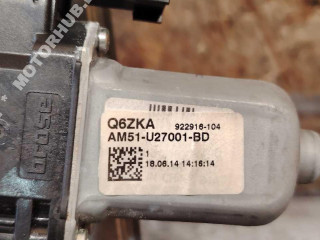 MOTORHUB.
brose
Q6ZKA 922916-104
AM51-U27001-BD
1
18.06.14 14:16:14